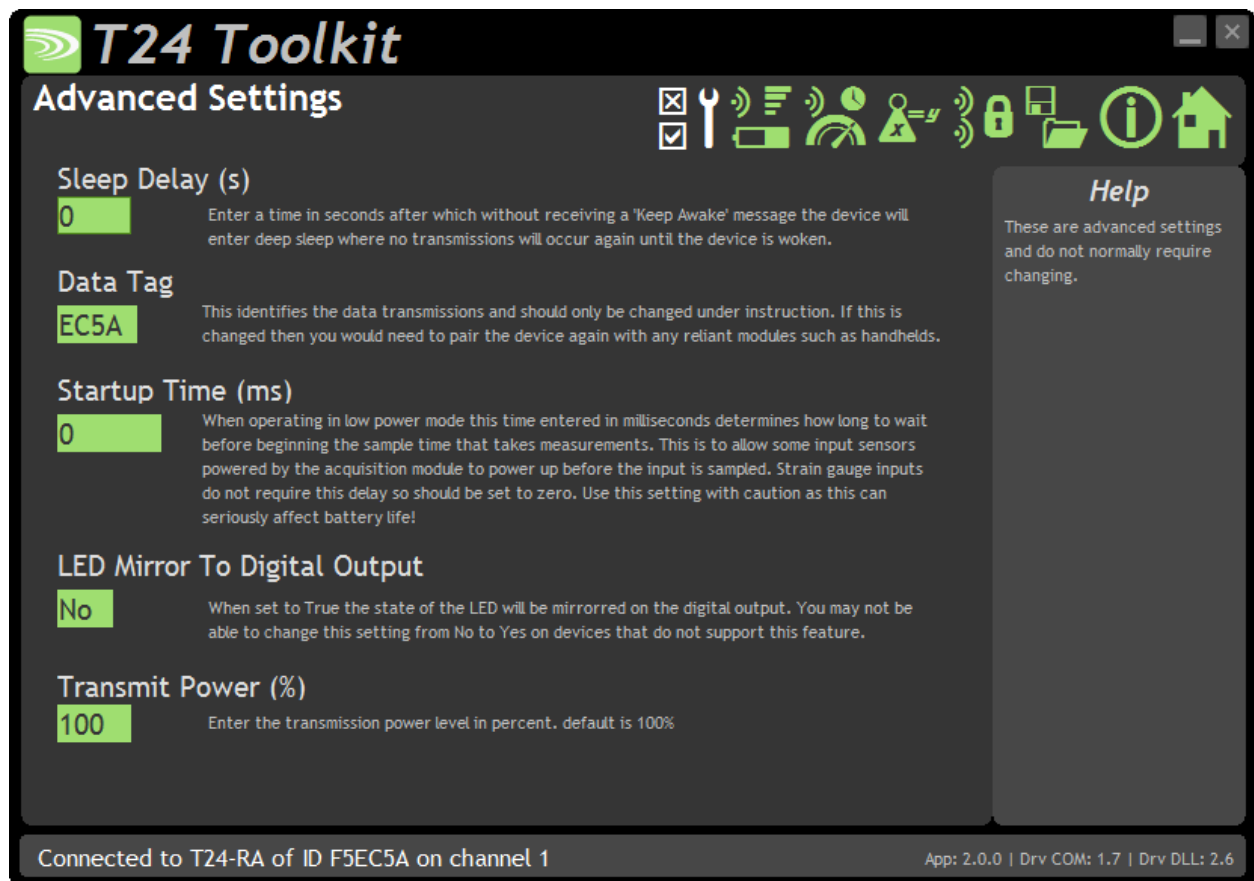 T24 Toolkit
Advanced Settings
x=y
i
Sleep Delay (s)
0
Enter a time in seconds after which without receiving a 'Keep Awake' message the device will
enter deep sleep where no transmissions will occur again until the device is woken.
Data Tag
EC5A
This identifies the data transmissions and should only be changed under instruction. If this is
changed then you would need to pair the device again with any reliant modules such as handhelds.
Startup Time (ms)
0
When operating in low power mode this time entered in milliseconds determines how long to wait
before beginning the sample time that takes measurements. This is to allow some input sensors
powered by the acquisition module to power up before the input is sampled. Strain gauge inputs
do not require this delay so should be set to zero. Use this setting with caution as this can
seriously affect battery life!
LED Mirror To Digital Output
No
When set to True the state of the LED will be mirrorred on the digital output. You may not be
able to change this setting from No to Yes on devices that do not support this feature.
Transmit Power (%)
100
Enter the transmission power level in percent. default is 100%
Help
These are advanced settings
and do not normally require
changing.
Connected to T24-RA of ID F5EC5A on channel 1
App: 2.0.0 | Drv COM: 1.7 | Drv DLL: 2.6